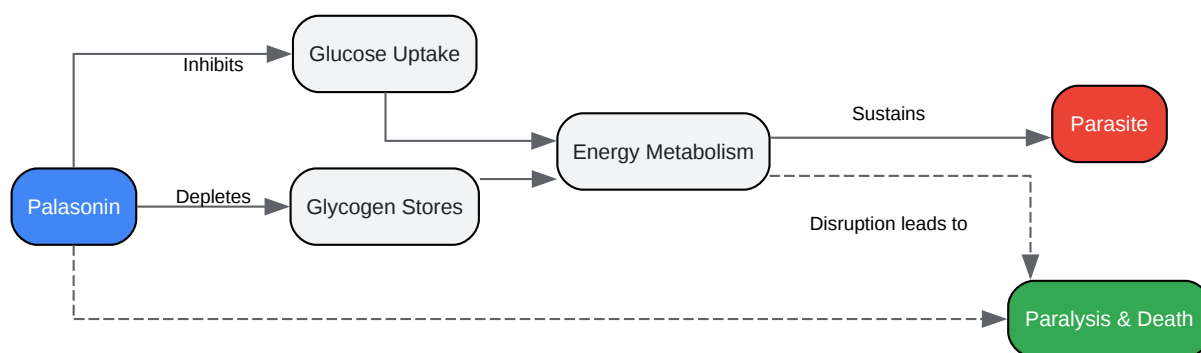 Glucose Uptake
Inhibits
Sustains
Parasite
Energy Metabolism
Palasonin
Depletes
Glycogen Stores
Disruption leads to
Paralysis & Death